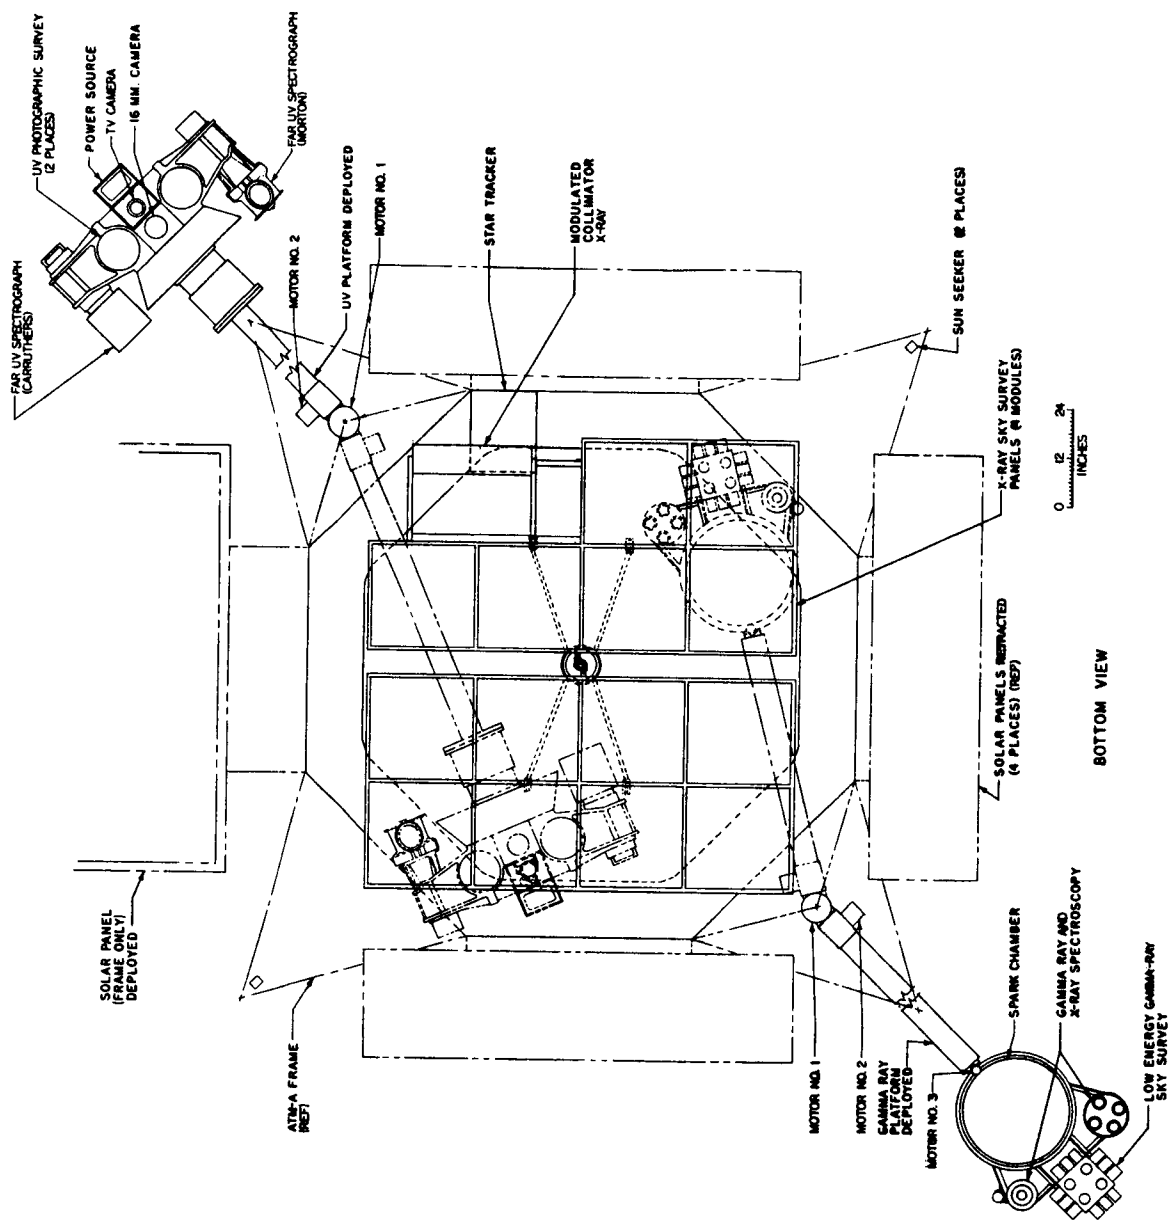 FAR UV SPECTROGRAPH
(CARRUTHERS)
UV PHOTOGRAPHIC SURVEY
(2 PLACES)
POWER SOURCE
TV CAMERA
16 MM. CAMERA
FAR UV SPECTROGRAPH
(MORTON)
MOTOR NO. 2
UV PLATFORM DEPLOYED
MOTOR NO. 1
STAR TRACKER
MODULATED
COLLIMATOR
X-RAY
SUN SEEKER (2 PLACES)
X-RAY SKY SURVEY
PANELS
MODULES)
0 12 24
INCHES
SOLAR PANELS RETRACTED
(4 PLACES) (REP)
BOTTOM VIEW
SOLAR PANEL
(FRAME ONLY)
DEPLOYED
ATM-A FRAME
(REF)
MOTOR NO. 1
MOTOR NO. 2
GAMMA RAY
PLATFORM
DEPLOYED
MOTOR NO. 3
SPARK CHAMBER
GAMMA RAY AND
X-RAY SPECTROSCOPY
LOW ENERGY GAMMA-RAY
SKY SURVEY